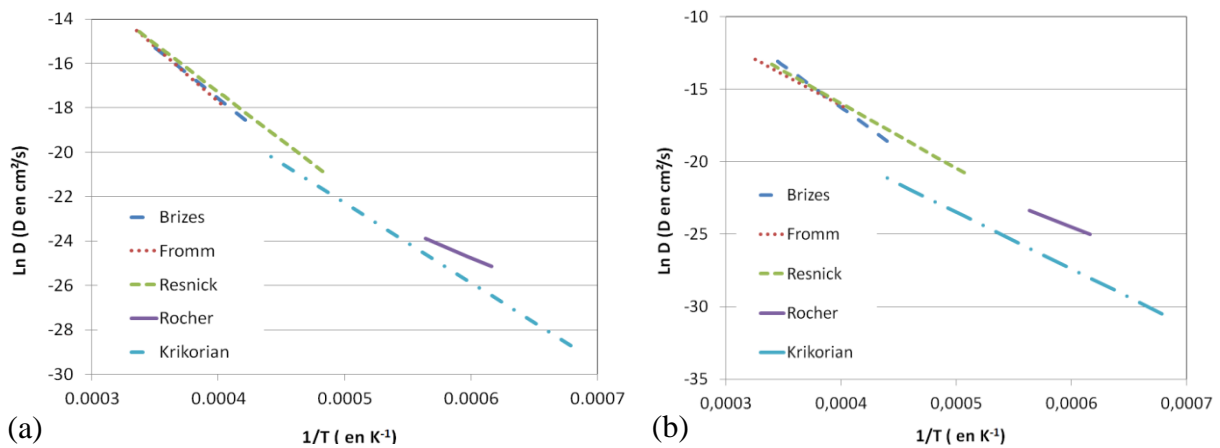 -14
-16
-18
-20
-22
-24
-26
-28
-30
Ln D (D en cm²/s)
Brizes
Fromm
Resnick
Rocher
Krikorian
0.0003 0.0004 0.0005 0.0006 0.0007
1/T ( en K⁻¹)
(a)
-10
-15
-20
-25
-30
-35
Ln D (D en cm²/s)
Brizes
Fromm
Resnick
Rocher
Krikorian
0,0003 0,0004 0,0005 0,0006 0,0007
1/T ( en K⁻¹)
(b)